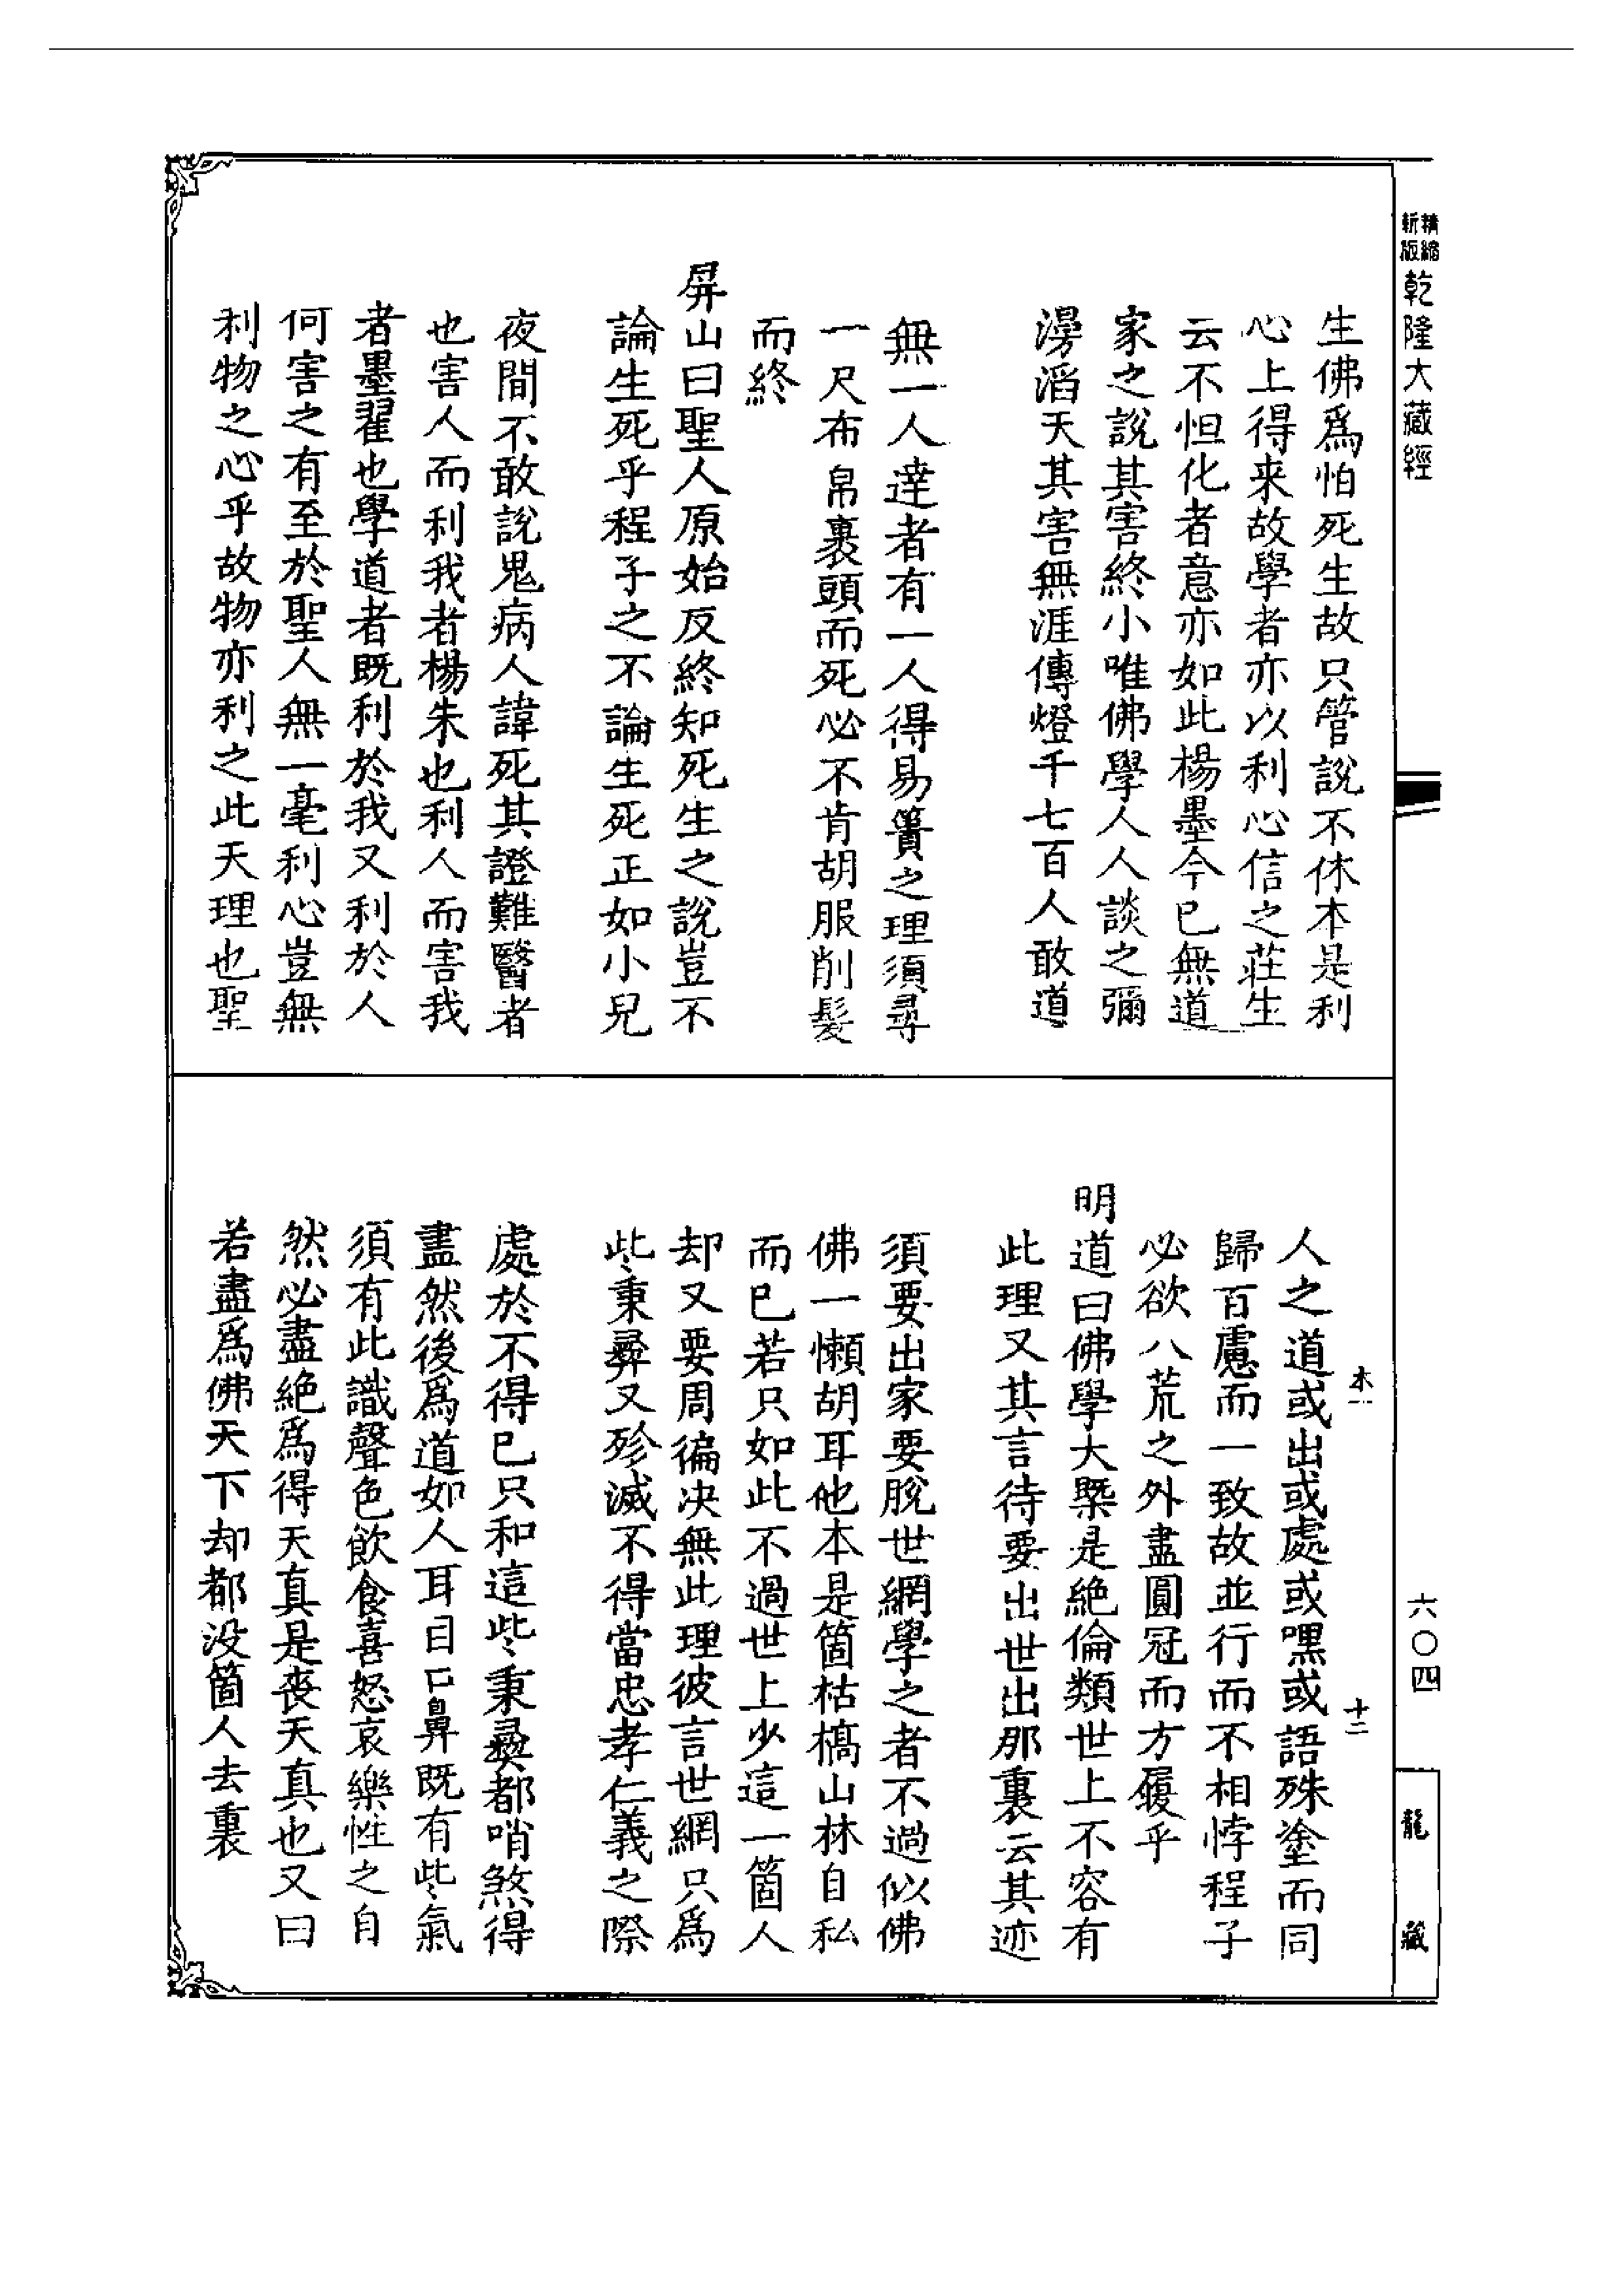 精縮新版乾隆大藏經
生佛爲怕死生故只管說不休本是利
心上得来故學者亦以利心信之莊生
云不怛化者意亦如此楊墨今已無道
家之說其害終小唯佛學人人談之彌
漫滔天其害無涯傳燈千七百人敢道
無一人達者有一人得易簀之理須尋
一尺布帛裹頭而死必不肯胡服削髮
而終
屏山曰聖人原始反終知死生之說豈不
論生死乎程子之不論生死正如小兒
夜間不敢說鬼病人諱死其證難醫者
也害人而利我者楊朱也利人而害我
者墨翟也學道者既利於我又利於人
何害之有至於聖人無一毫利心豈無
利物之心乎故物亦利之此天理也聖
六〇四
龍藏
本一 十二
人之道或出或處或嘿或語殊塗而同
歸百慮而一致故並行而不相悖程子
必欲八荒之外盡圓冠而方履乎
明道曰佛學大槩是絕倫類世上不容有
此理又其言待要出世出那裏云其迹
須要出家要脫世網學之者不過似佛
佛一懶胡耳他本是箇枯槁山林自私
而已若只如此不過世上少這一箇人
却又要周徧决無此理彼言世網只爲
些秉彛又殄滅不得當忠孝仁義之際
處於不得已只和這些秉彛都哨煞得
盡然後爲道如人耳目口鼻既有些氣
須有此識聲色飲食喜怒哀樂性之自
然必盡絕爲得天真是喪天真也又曰
若盡爲佛天下却都没箇人去裏